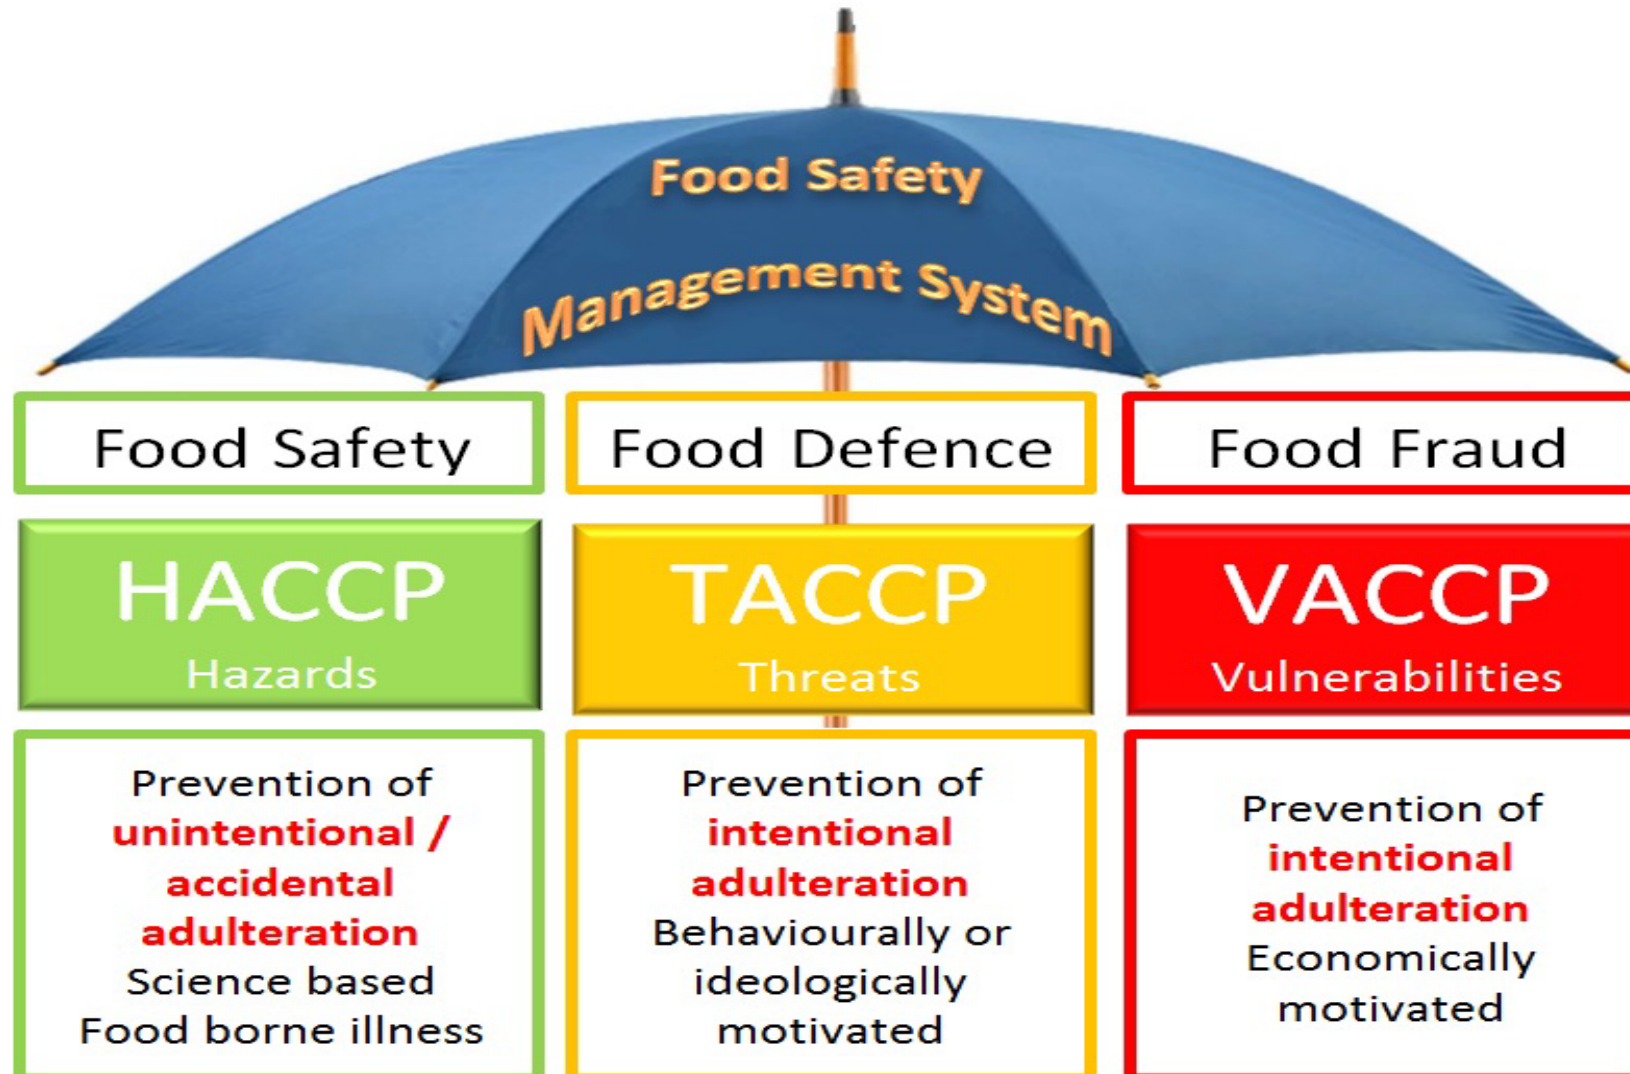 Food Safety
Management System
Food Safety
HACCP
Hazards
Prevention of
unintentional /
accidental
adulteration
Science based
Food borne illness
Food Defence
TACCP
Threats
Prevention of
intentional
adulteration
Behaviourally or
ideologically
motivated
Food Fraud
VACCP
Vulnerabilities
Prevention of
intentional
adulteration
Economically
motivated